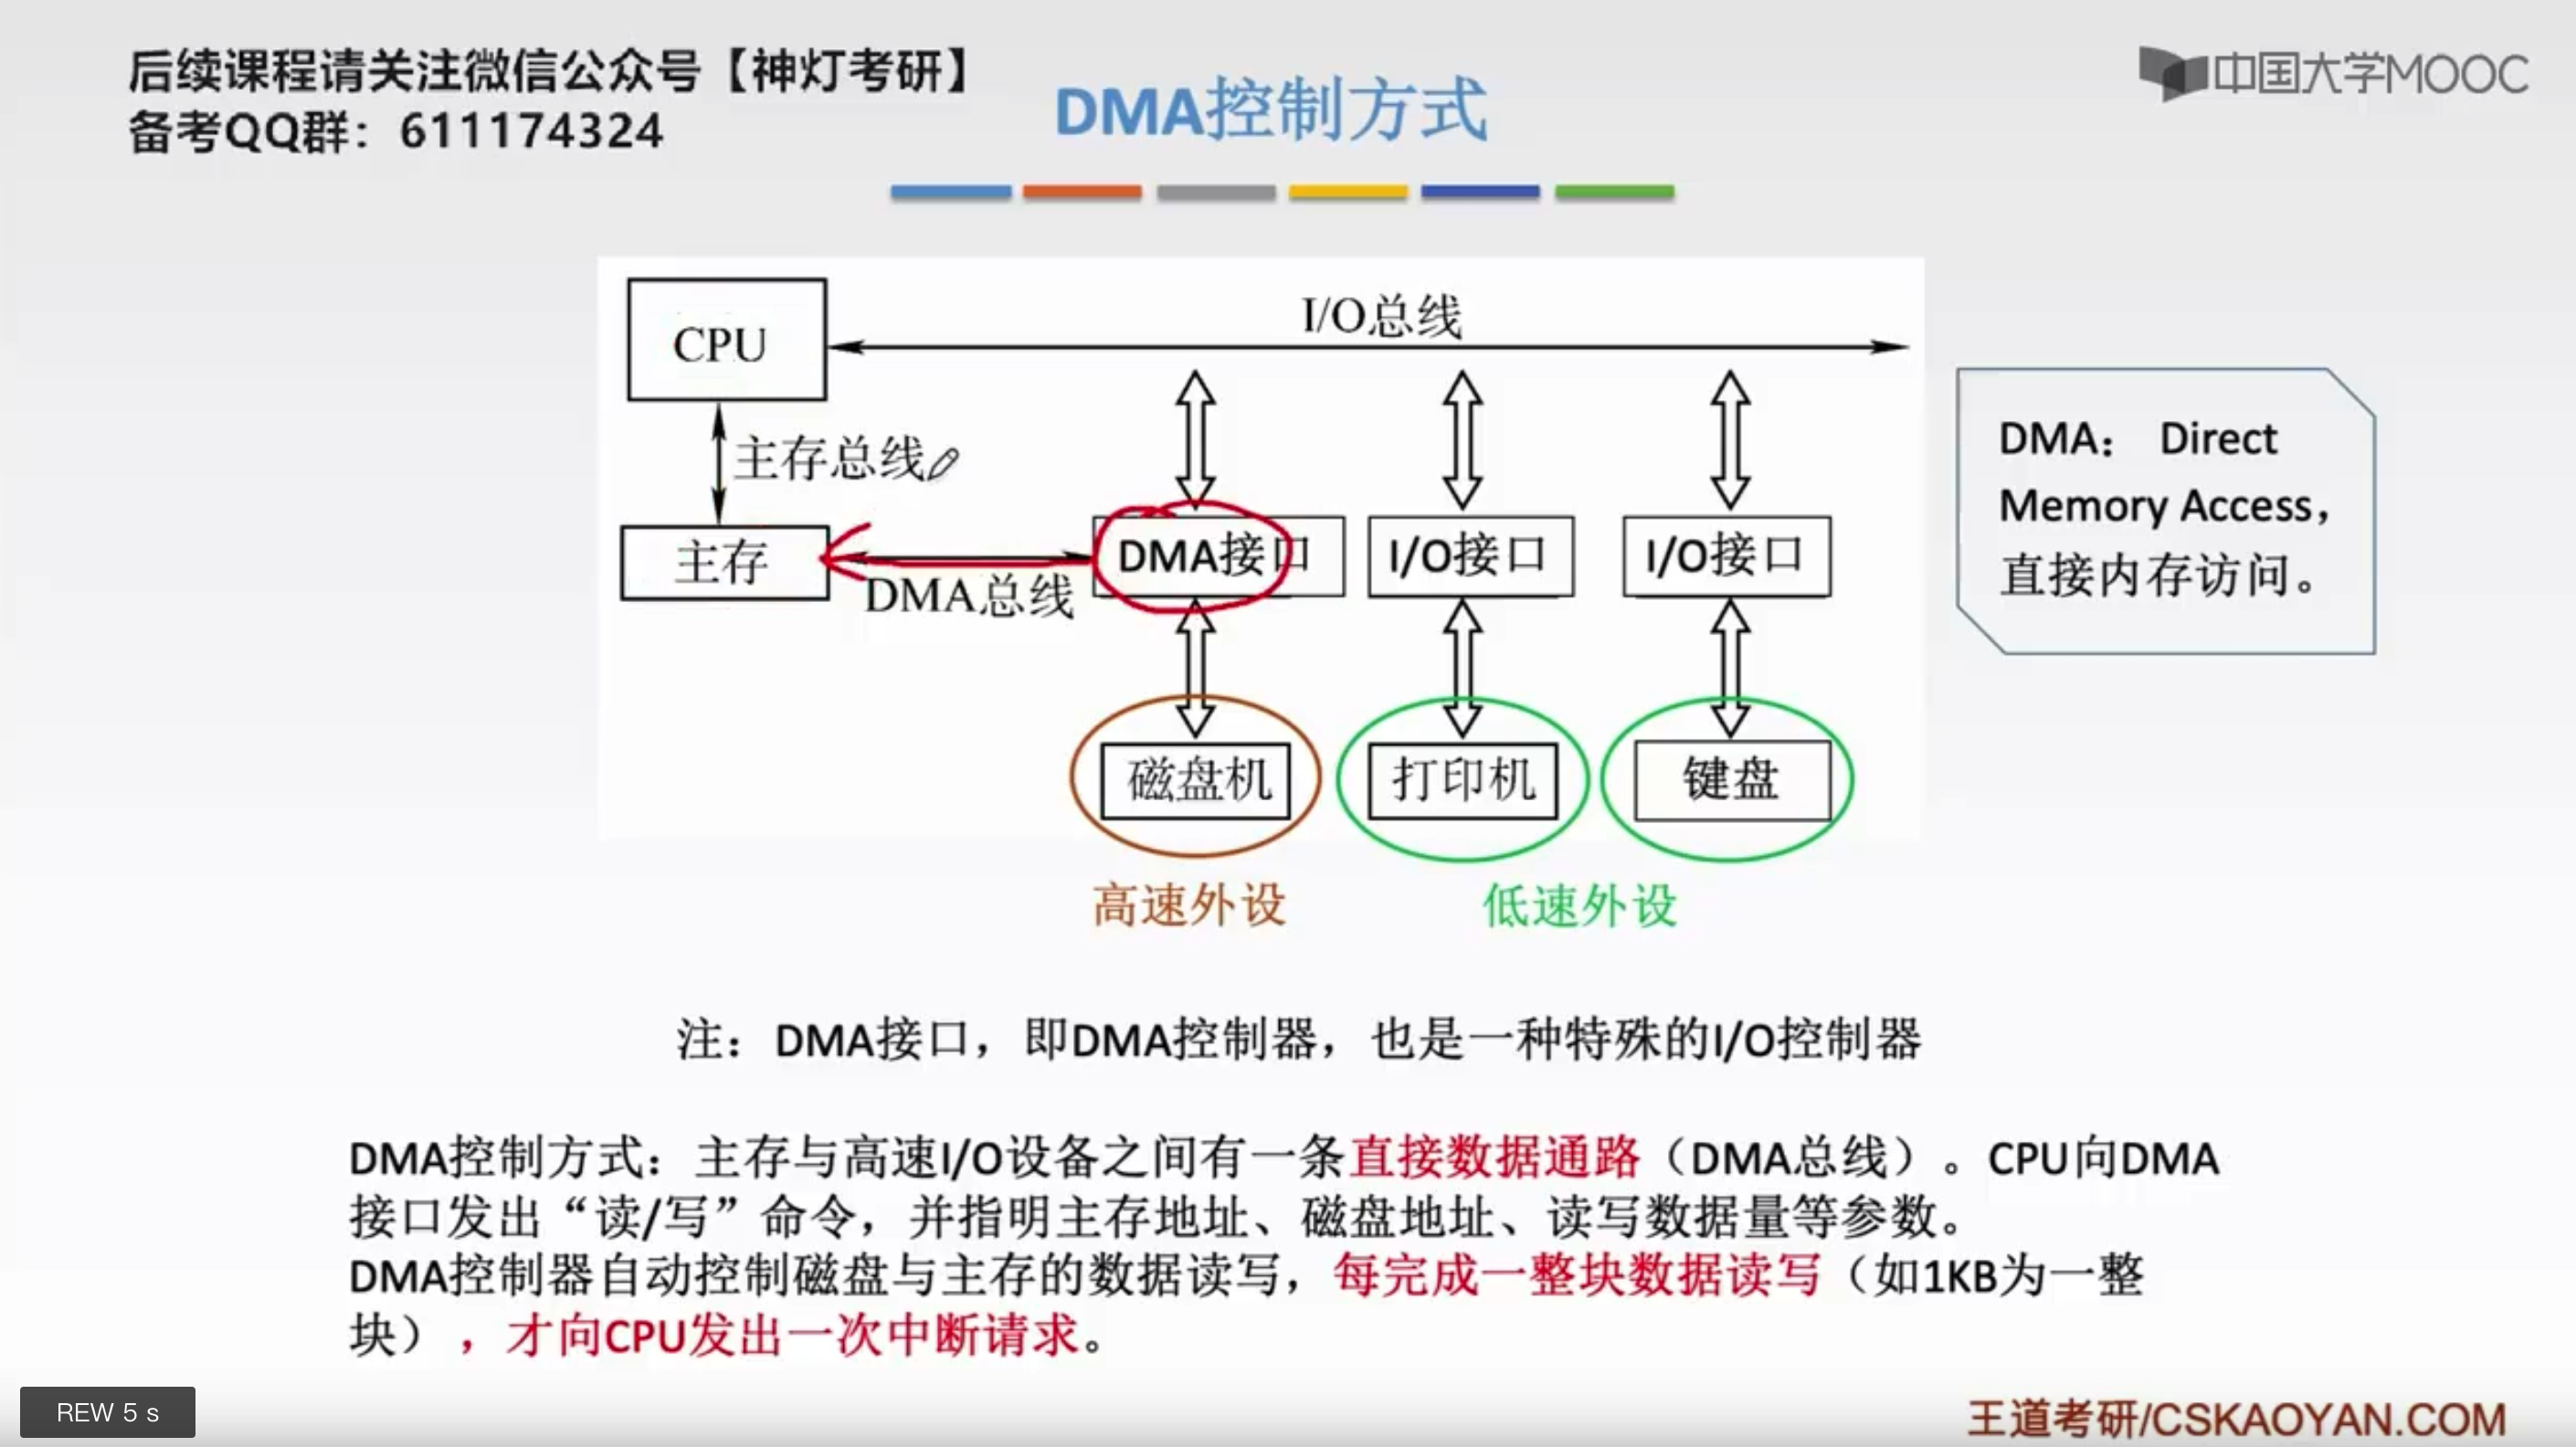 后续课程请关注微信公众号【神灯考研】
备考QQ群：611174324
中国大学MOOC
DMA控制方式
CPU
I/O总线
主存总线
主存
DMA总线
DMA接口
I/O接口
I/O接口
磁盘机
打印机
键盘
高速外设
低速外设
DMA： Direct
Memory Access，
直接内存访问。
注：DMA接口，即DMA控制器，也是一种特殊的I/O控制器
DMA控制方式：主存与高速I/O设备之间有一条直接数据通路（DMA总线）。CPU向DMA
接口发出“读/写”命令，并指明主存地址、磁盘地址、读写数据量等参数。
DMA控制器自动控制磁盘与主存的数据读写，每完成一整块数据读写（如1KB为一整
块），才向CPU发出一次中断请求。
REW 5 s
王道考研/CSKAOYAN.COM